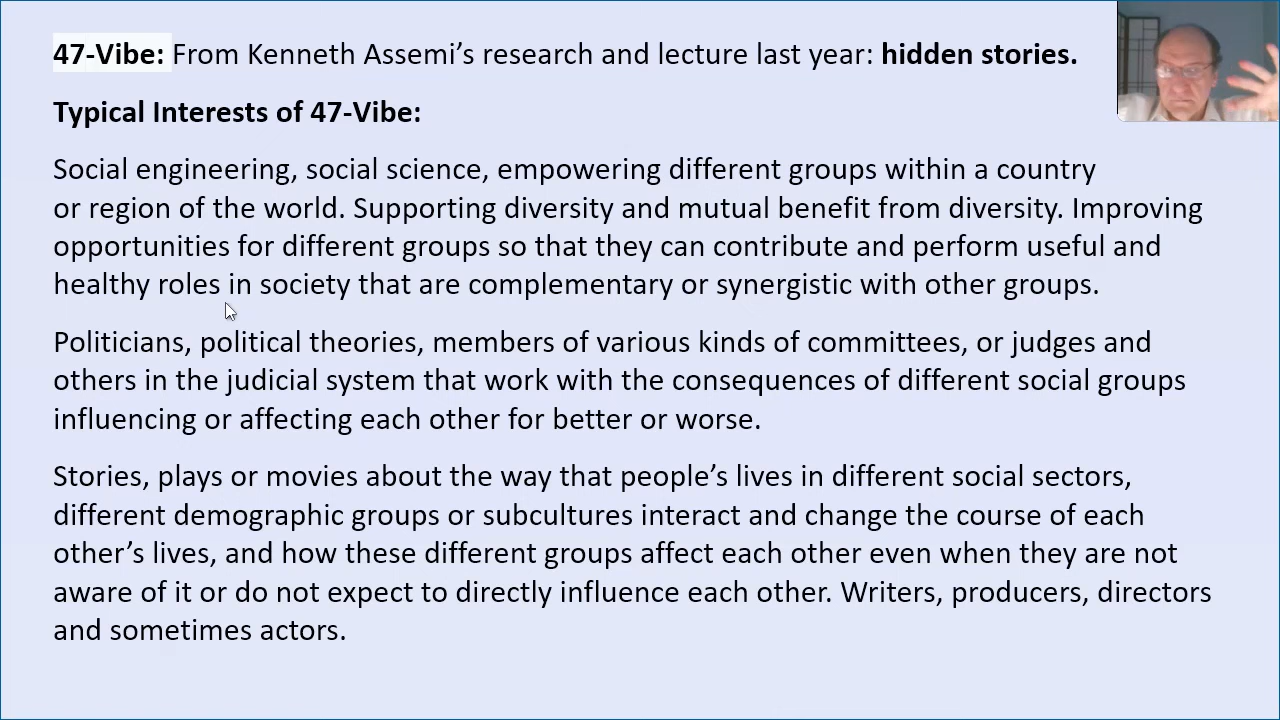 47-Vibe: From Kenneth Assemi’s research and lecture last year: hidden stories.
Typical Interests of 47-Vibe:
Social engineering, social science, empowering different groups within a country
or region of the world. Supporting diversity and mutual benefit from diversity. Improving
opportunities for different groups so that they can contribute and perform useful and
healthy roles in society that are complementary or synergistic with other groups.
Politicians, political theories, members of various kinds of committees, or judges and
others in the judicial system that work with the consequences of different social groups
influencing or affecting each other for better or worse.
Stories, plays or movies about the way that people’s lives in different social sectors,
different demographic groups or subcultures interact and change the course of each
other’s lives, and how these different groups affect each other even when they are not
aware of it or do not expect to directly influence each other. Writers, producers, directors
and sometimes actors.